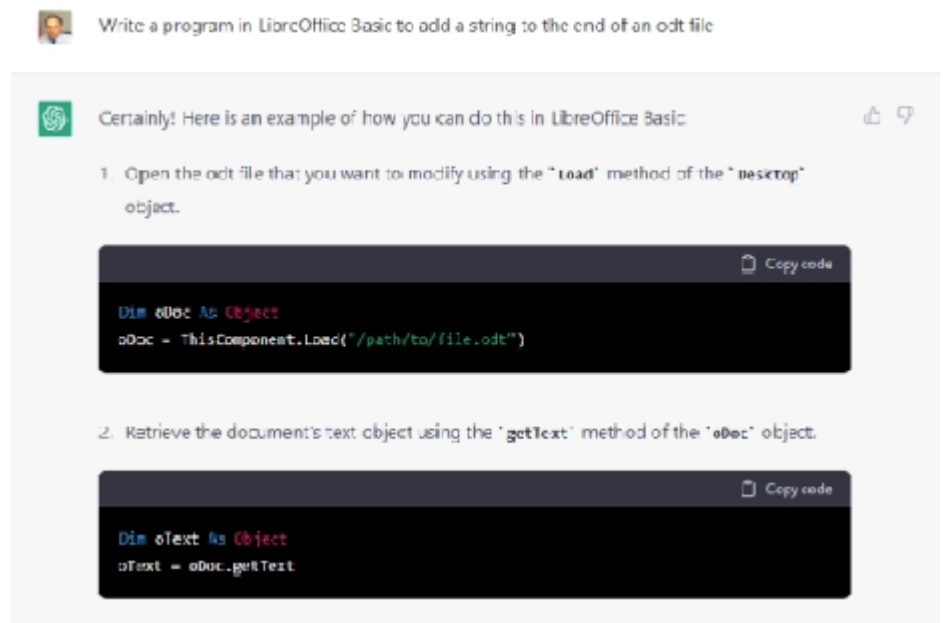 Write a program in LibreOffice Basic to add a string to the end of an odt file
Certainly! Here is an example of how you can do this in LibreOffice Basic:
1. Open the odt file that you want to modify using the `Load` method of the `Desktop`
object.
Copy code
Dim oDoc As Object
oDoc = ThisComponent.Load("/path/to/file.odt")
2. Retrieve the document's text object using the `getText` method of the `oDoc` object.
Copy code
Dim oText As Object
oText = oDoc.getText